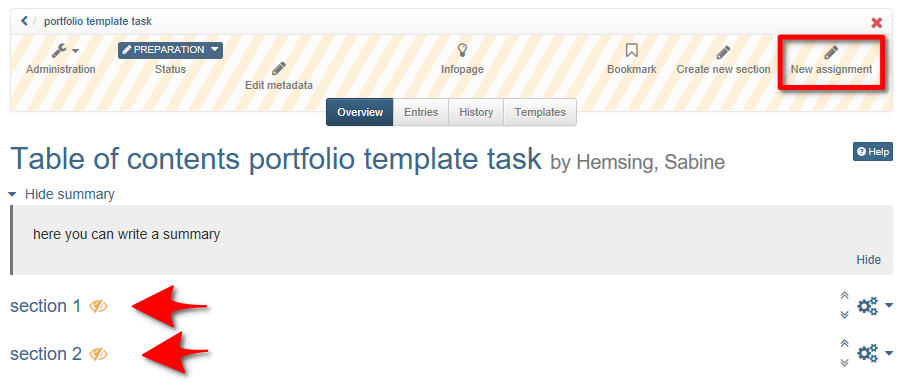 / portfolio template task
Administration
PREPARATION
Status
Edit metadata
Infopage
Bookmark
Create new section
New assignment
Overview
Entries
History
Templates
Table of contents portfolio template task by Hemsing, Sabine
Help
Hide summary
here you can write a summary
Hide
section 1
section 2